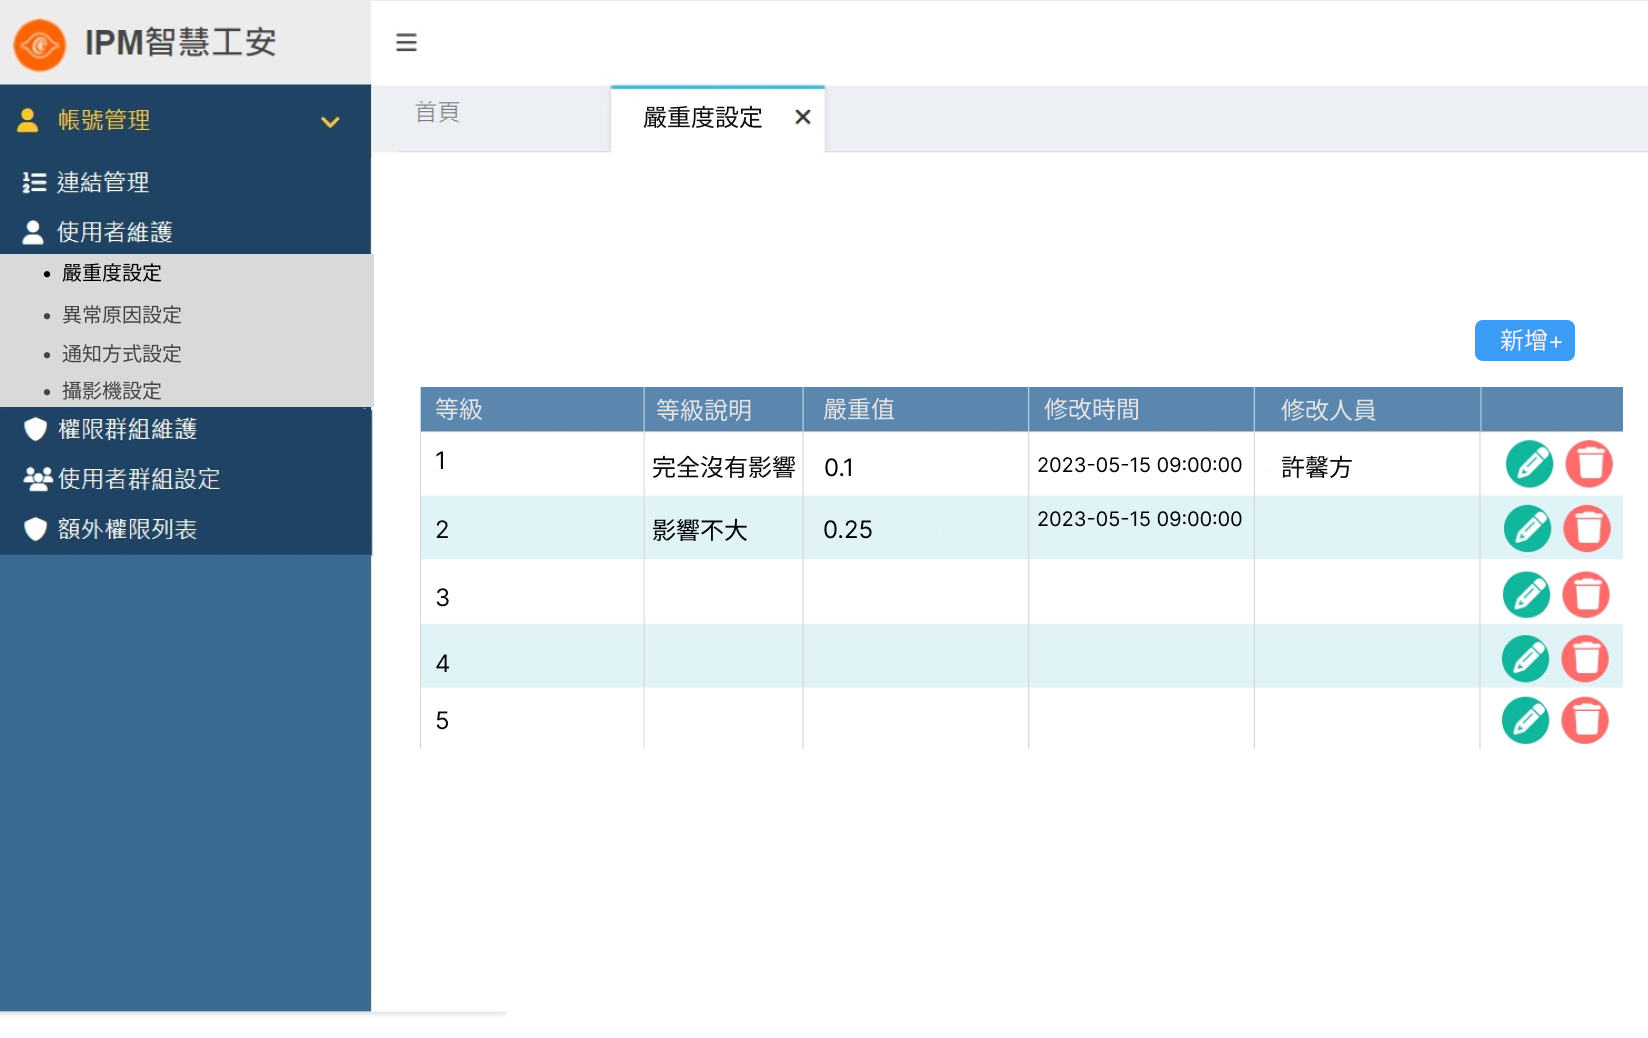 IPM智慧工安
帳號管理
連結管理
使用者維護
嚴重度設定
異常原因設定
通知方式設定
攝影機設定
權限群組維護
使用者群組設定
額外權限列表
首頁
嚴重度設定
新增+
等級 等級說明 嚴重值 修改時間 修改人員
1 完全沒有影響 0.1 2023-05-15 09:00:00 許馨方
2 影響不大 0.25 2023-05-15 09:00:00
3
4
5